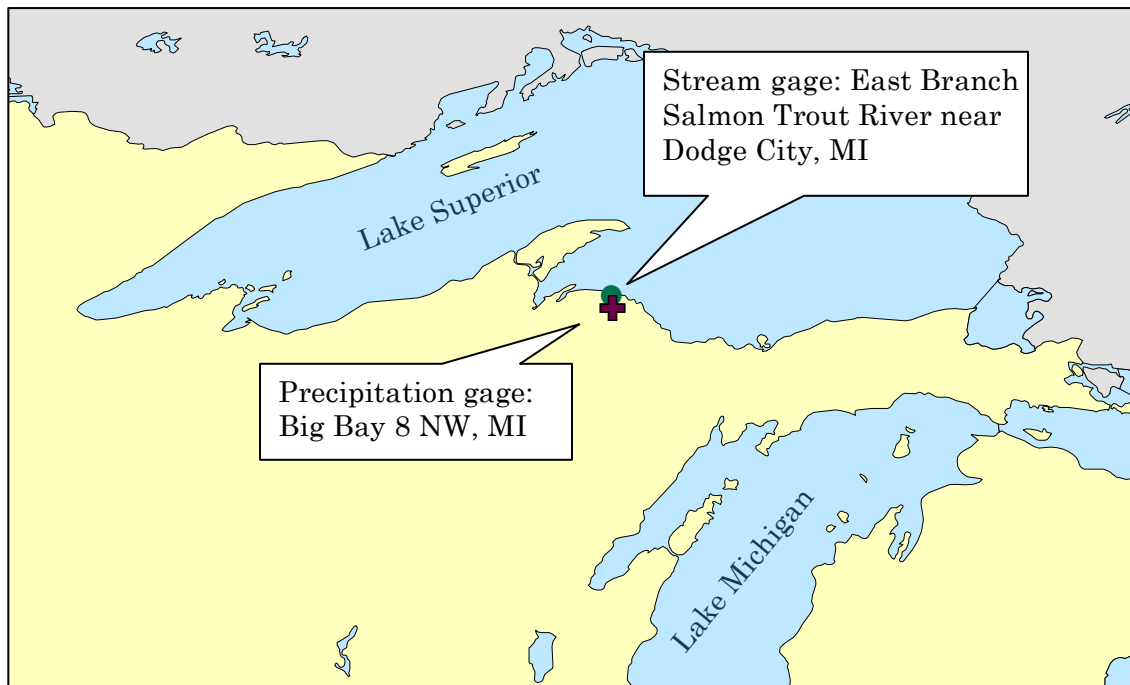 Stream gage: East Branch
Salmon Trout River near
Dodge City, MI
Lake Superior
Precipitation gage:
Big Bay 8 NW, MI
Lake Michigan